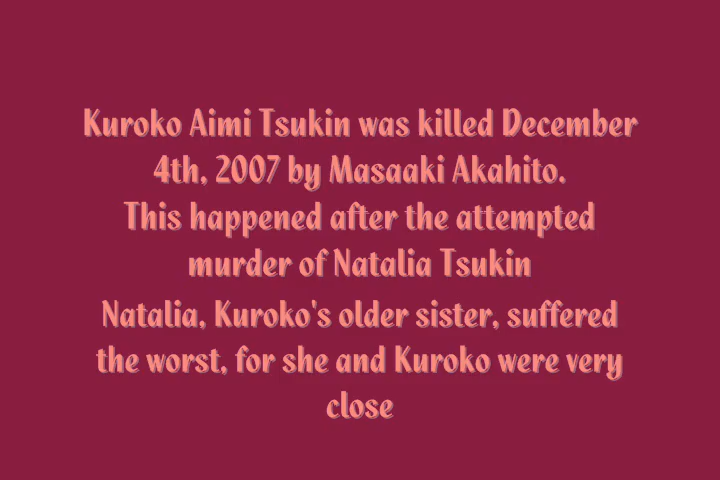 Kuroko Aimi Tsukin was killed December
4th, 2007 by Masaaki Akahito.
This happened after the attempted
murder of Natalia Tsukin
Natalia, Kuroko's older sister, suffered
the worst, for she and Kuroko were very
close